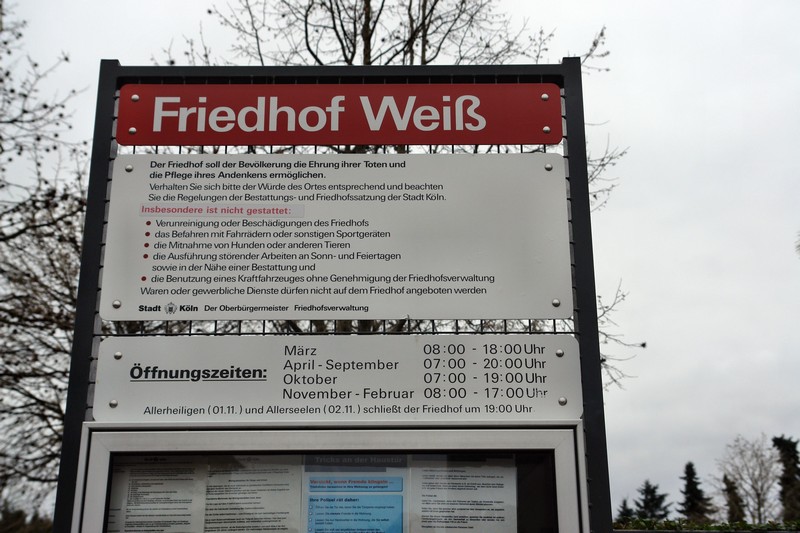 Friedhof Weiß
Der Friedhof soll der Bevölkerung die Ehrung ihrer Toten und
die Pflege ihres Andenkens ermöglichen.
Verhalten Sie sich bitte der Würde des Ortes entsprechend und beachten
Sie die Regelungen der Bestattungs- und Friedhofssatzung der Stadt Köln.
Insbesondere ist nicht gestattet:
• Verunreinigung oder Beschädigungen des Friedhofs
• das Befahren mit Fahrrädern oder sonstigen Sportgeräten
• die Mitnahme von Hunden oder anderen Tieren
• die Ausführung störender Arbeiten an Sonn- und Feiertagen
sowie in der Nähe einer Bestattung und
• die Benutzung eines Kraftfahrzeuges ohne Genehmigung der Friedhofsverwaltung
Waren oder gewerbliche Dienste dürfen nicht auf dem Friedhof angeboten werden
Stadt Köln Der Oberbürgermeister Friedhofsverwaltung
Öffnungszeiten:
März 08:00 - 18:00 Uhr
April - September 07:00 - 20:00 Uhr
Oktober 07:00 - 19:00 Uhr
November - Februar 08:00 - 17:00 Uhr
Allerheiligen (01.11.) und Allerseelen (02.11.) schließt der Friedhof um 19:00 Uhr
Tricks an der Haustür